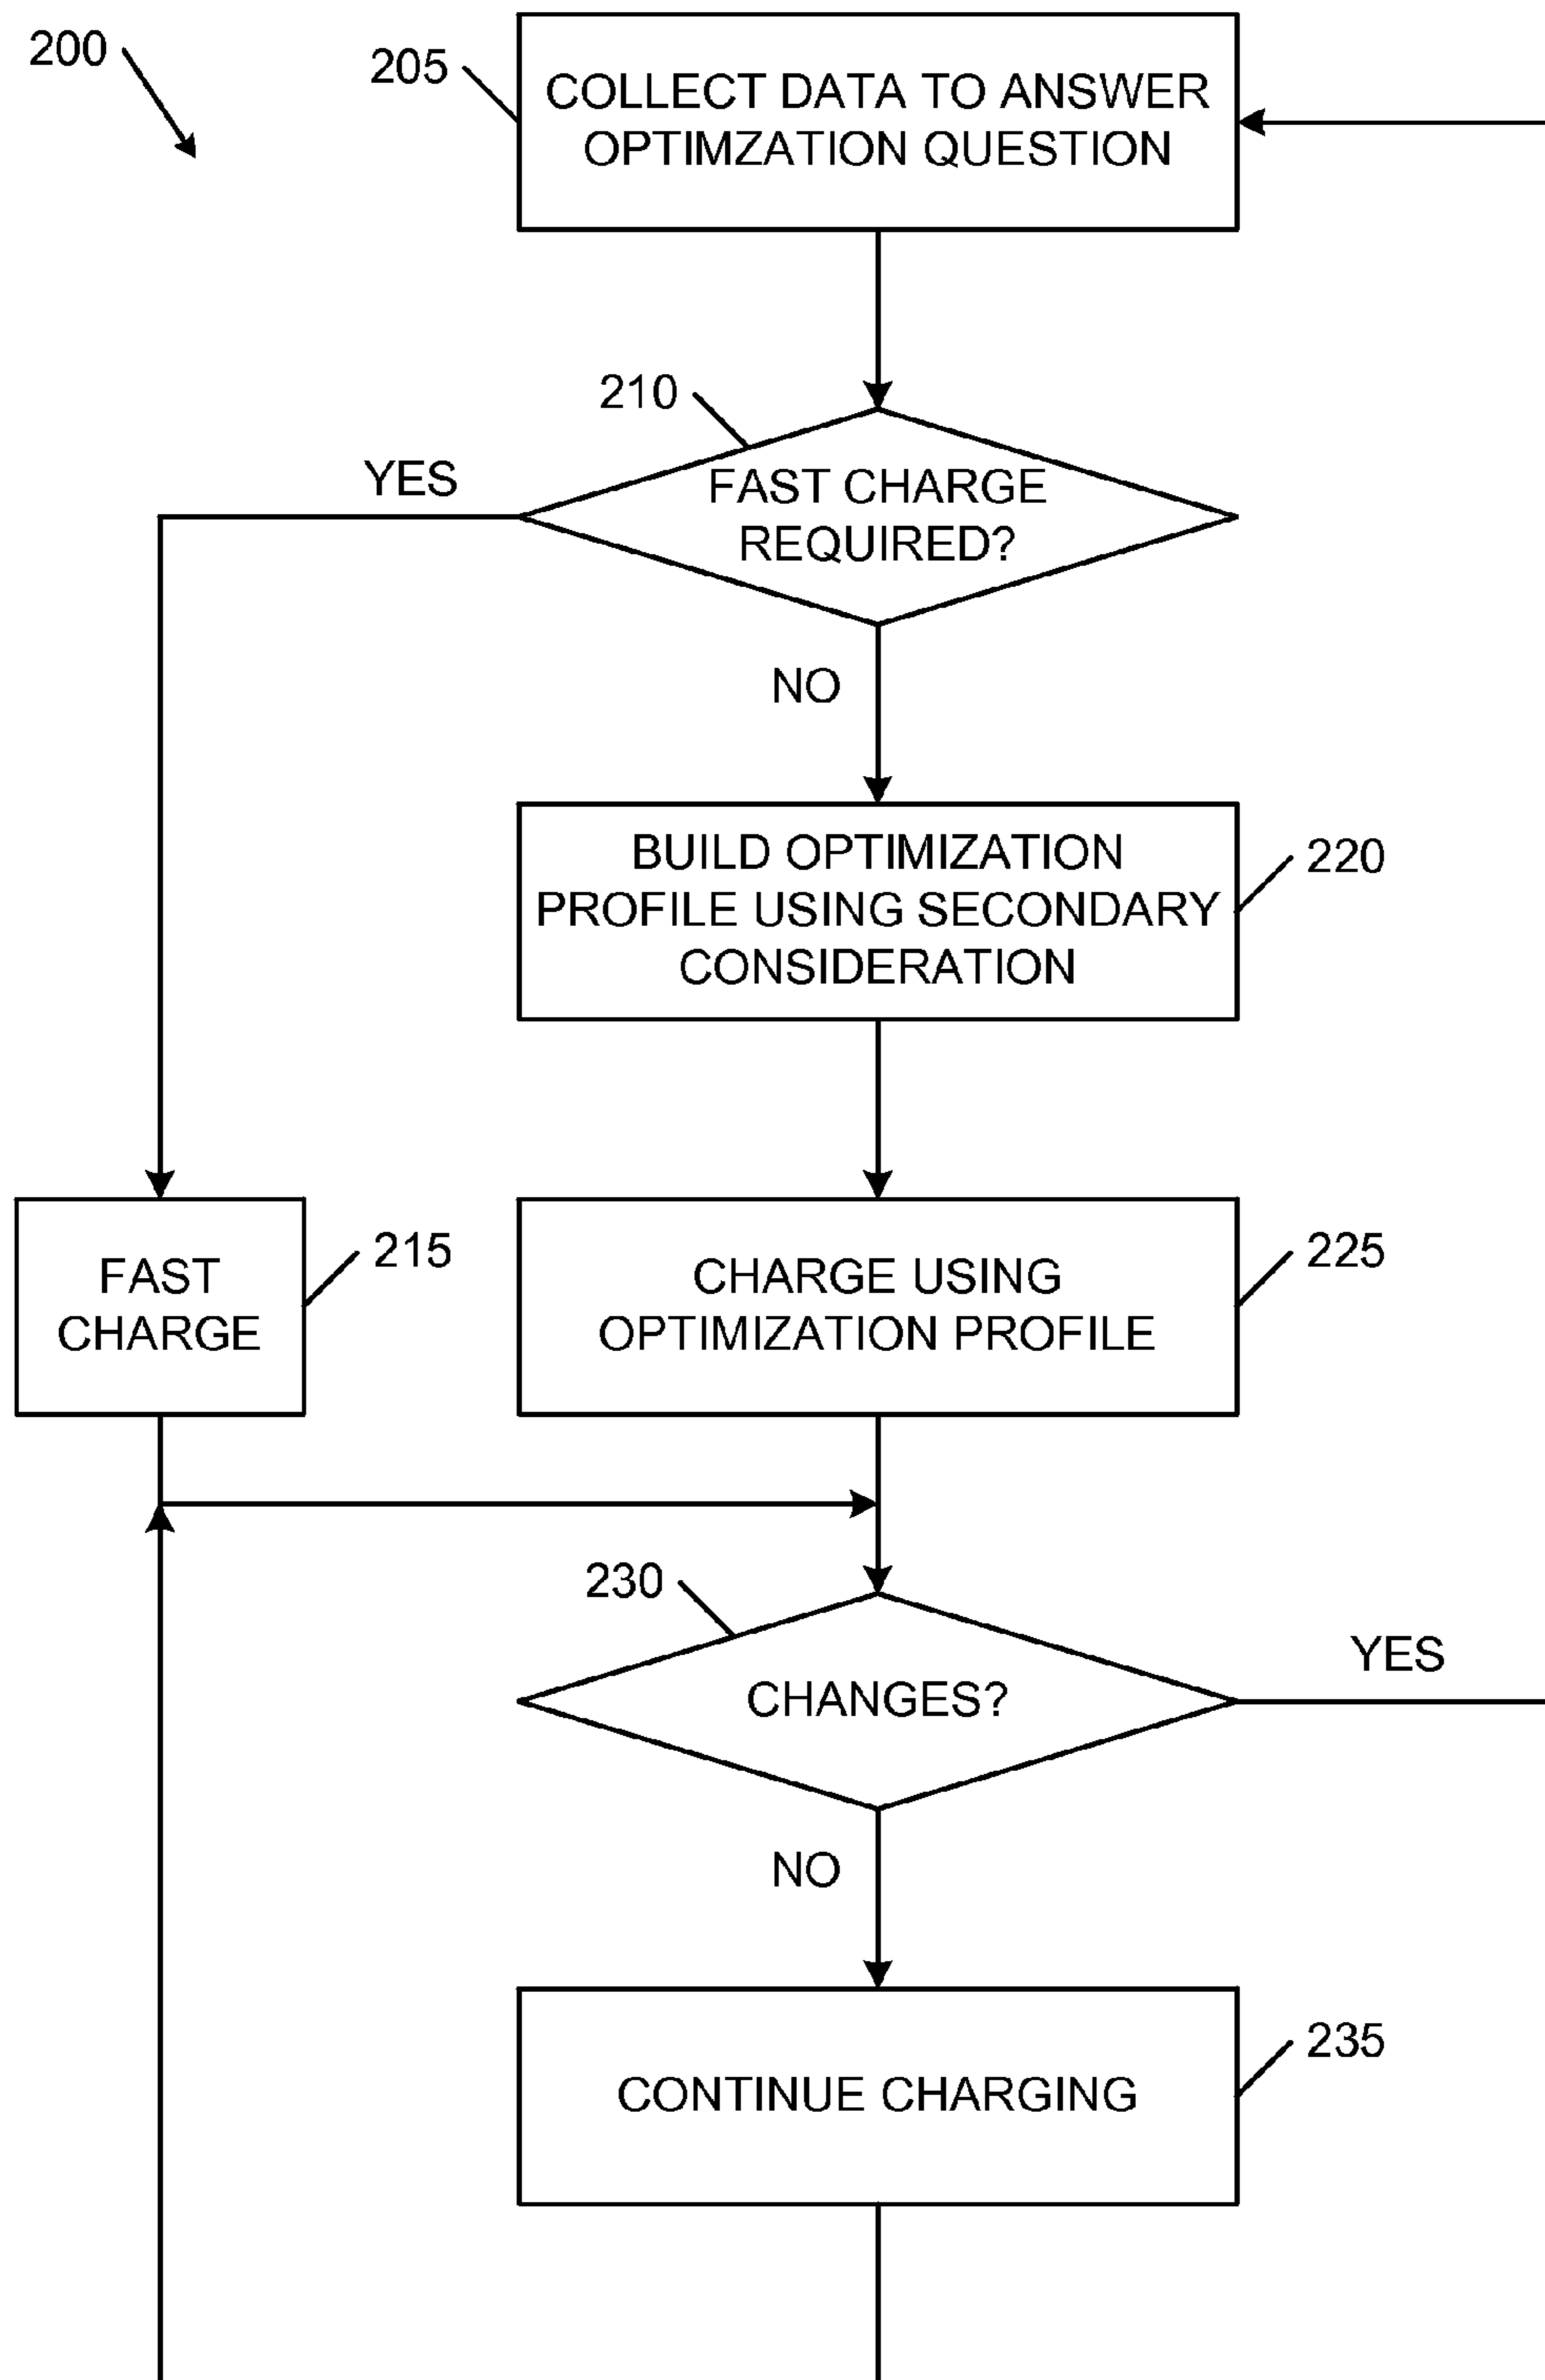 200
205
COLLECT DATA TO ANSWER
OPTIMZATION QUESTION
210
YES
FAST CHARGE
REQUIRED?
NO
BUILD OPTIMIZATION
PROFILE USING SECONDARY
CONSIDERATION
220
FAST
CHARGE
215
CHARGE USING
OPTIMIZATION PROFILE
225
230
CHANGES?
YES
NO
CONTINUE CHARGING
235